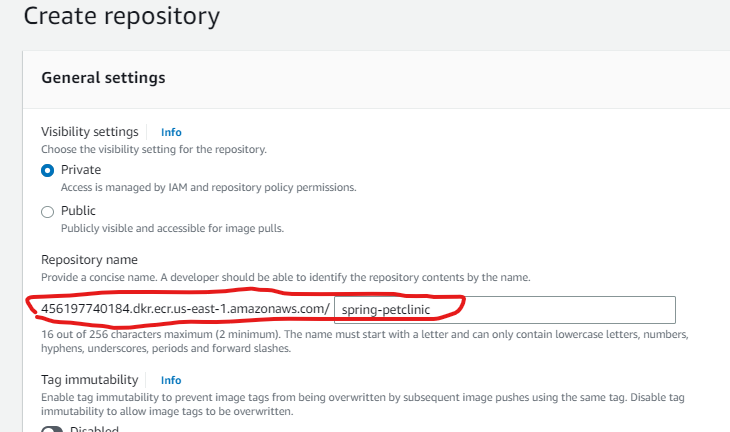 Create repository
General settings
Visibility settings Info
Choose the visibility setting for the repository.
Private
Access is managed by IAM and repository policy permissions.
Public
Publicly visible and accessible for image pulls.
Repository name
Provide a concise name. A developer should be able to identify the repository contents by the name.
456197740184.dkr.ecr.us-east-1.amazonaws.com/ spring-petclinic
16 out of 256 characters maximum (2 minimum). The name must start with a letter and can only contain lowercase letters, numbers,
hyphens, underscores, periods and forward slashes.
Tag immutability Info
Enable tag immutability to prevent image tags from being overwritten by subsequent image pushes using the same tag. Disable tag
immutability to allow image tags to be overwritten.
Disabled